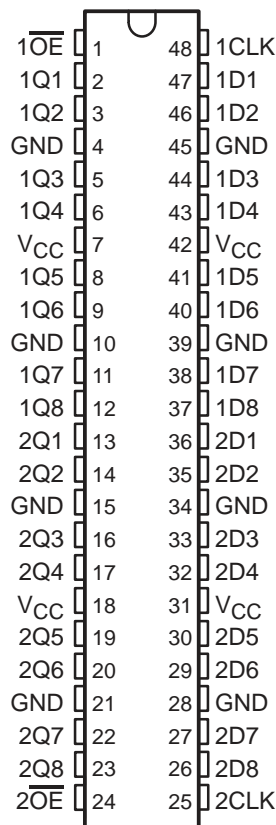 1O̅E̅ 1 48 1CLK
1Q1 2 47 1D1
1Q2 3 46 1D2
GND 4 45 GND
1Q3 5 44 1D3
1Q4 6 43 1D4
VCC 7 42 VCC
1Q5 8 41 1D5
1Q6 9 40 1D6
GND 10 39 GND
1Q7 11 38 1D7
1Q8 12 37 1D8
2Q1 13 36 2D1
2Q2 14 35 2D2
GND 15 34 GND
2Q3 16 33 2D3
2Q4 17 32 2D4
VCC 18 31 VCC
2Q5 19 30 2D5
2Q6 20 29 2D6
GND 21 28 GND
2Q7 22 27 2D7
2Q8 23 26 2D8
2O̅E̅ 24 25 2CLK